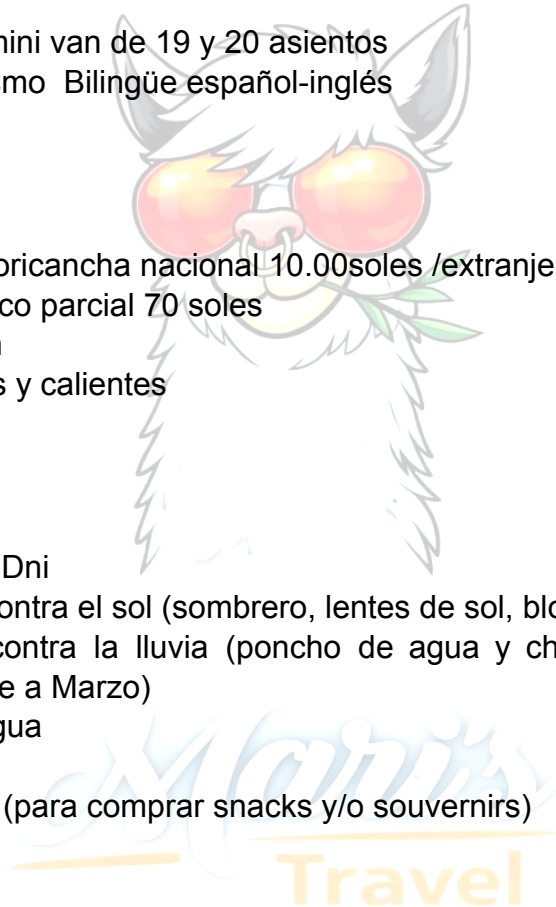 mini van de 19 y 20 asientos
smo Bilingüe español-inglés
oricancha nacional 10.00soles /extranje
co parcial 70 soles
s y calientes
Dni
ontra el sol (sombrero, lentes de sol, blo
contra la lluvia (poncho de agua y ch
e a Marzo)
gua
(para comprar snacks y/o souvernirs)
Mari's
Travel